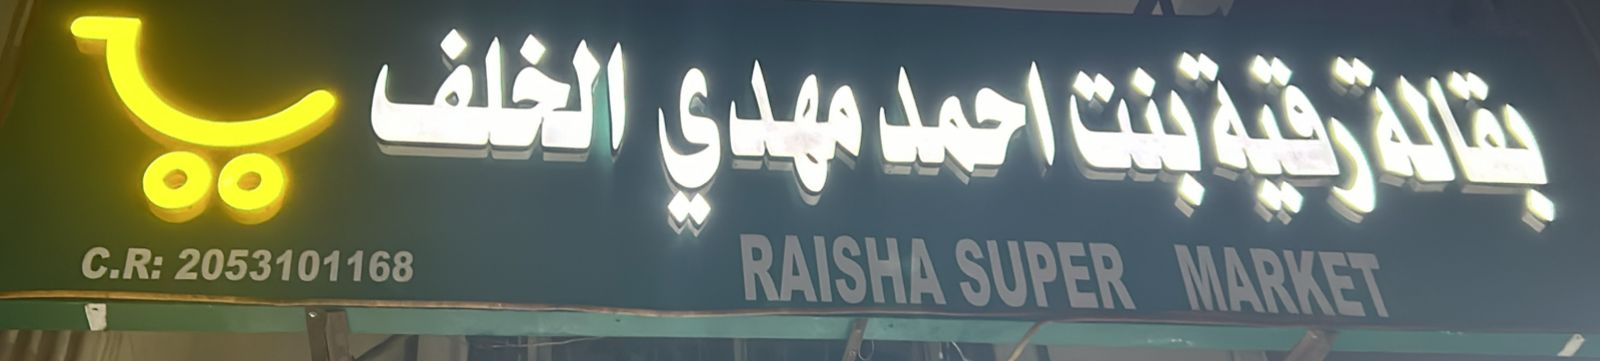 بقالة رقية بنت احمد مهدي الخلف
RAISHA SUPER MARKET
C.R: 2053101168